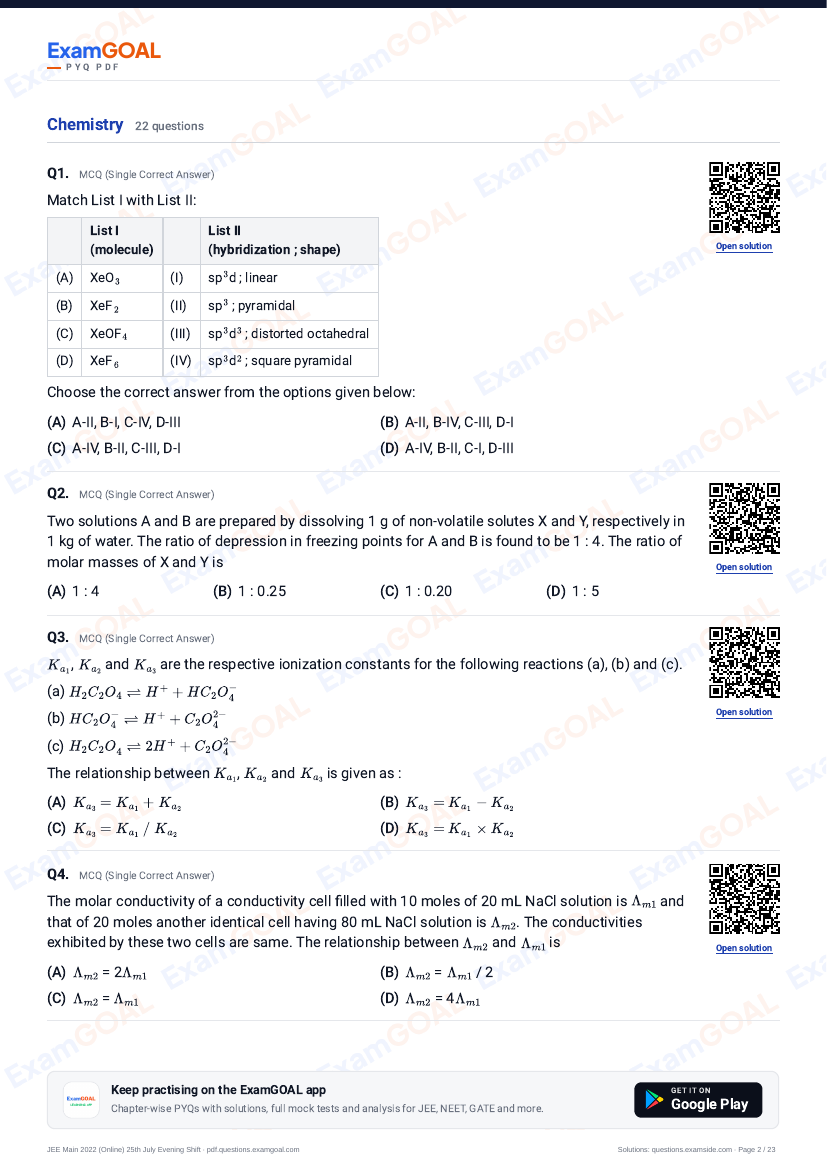 ExamGOAL
PYQ PDF
Chemistry 22 questions
Q1. MCQ (Single Correct Answer)
Match List I with List II:
List I (molecule) List II (hybridization ; shape)
(A) XeO₃ (I) sp³d ; linear
(B) XeF₂ (II) sp³ ; pyramidal
(C) XeOF₄ (III) sp³d³ ; distorted octahedral
(D) XeF₆ (IV) sp³d² ; square pyramidal
Open solution
Choose the correct answer from the options given below:
(A) A-II, B-I, C-IV, D-III (B) A-II, B-IV, C-III, D-I
(C) A-IV, B-II, C-III, D-I (D) A-IV, B-II, C-I, D-III
Q2. MCQ (Single Correct Answer)
Two solutions A and B are prepared by dissolving 1 g of non-volatile solutes X and Y, respectively in
1 kg of water. The ratio of depression in freezing points for A and B is found to be 1 : 4. The ratio of
molar masses of X and Y is
Open solution
(A) 1 : 4 (B) 1 : 0.25 (C) 1 : 0.20 (D) 1 : 5
Q3. MCQ (Single Correct Answer)
Kₐ₁, Kₐ₂ and Kₐ₃ are the respective ionization constants for the following reactions (a), (b) and (c).
(a) H₂C₂O₄ ⇌ H⁺ + HC₂O₄⁻
(b) HC₂O₄⁻ ⇌ H⁺ + C₂O₄²⁻
(c) H₂C₂O₄ ⇌ 2H⁺ + C₂O₄²⁻
Open solution
The relationship between Kₐ₁, Kₐ₂ and Kₐ₃ is given as :
(A) Kₐ₃ = Kₐ₁ + Kₐ₂ (B) Kₐ₃ = Kₐ₁ − Kₐ₂
(C) Kₐ₃ = Kₐ₁ / Kₐ₂ (D) Kₐ₃ = Kₐ₁ × Kₐ₂
Q4. MCQ (Single Correct Answer)
The molar conductivity of a conductivity cell filled with 10 moles of 20 mL NaCl solution is Λₘ₁ and
that of 20 moles another identical cell having 80 mL NaCl solution is Λₘ₂. The conductivities
exhibited by these two cells are same. The relationship between Λₘ₂ and Λₘ₁ is
Open solution
(A) Λₘ₂ = 2Λₘ₁ (B) Λₘ₂ = Λₘ₁ / 2
(C) Λₘ₂ = Λₘ₁ (D) Λₘ₂ = 4Λₘ₁
ExamGOAL
Keep practising on the ExamGOAL app
Chapter-wise PYQs with solutions, full mock tests and analysis for JEE, NEET, GATE and more.
GET IT ON
Google Play
JEE Main 2022 (Online) 25th July Evening Shift · pdf.questions.examgoal.com Solutions: questions.examside.com · Page 2 / 23